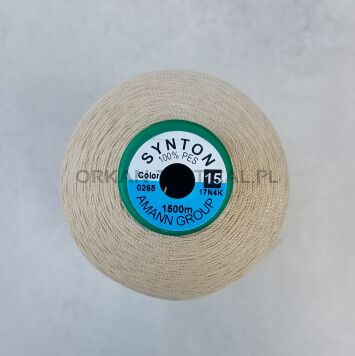 SYNTON
100% PES
Color 15
0265 17N4K
1500m
AMANN GROUP